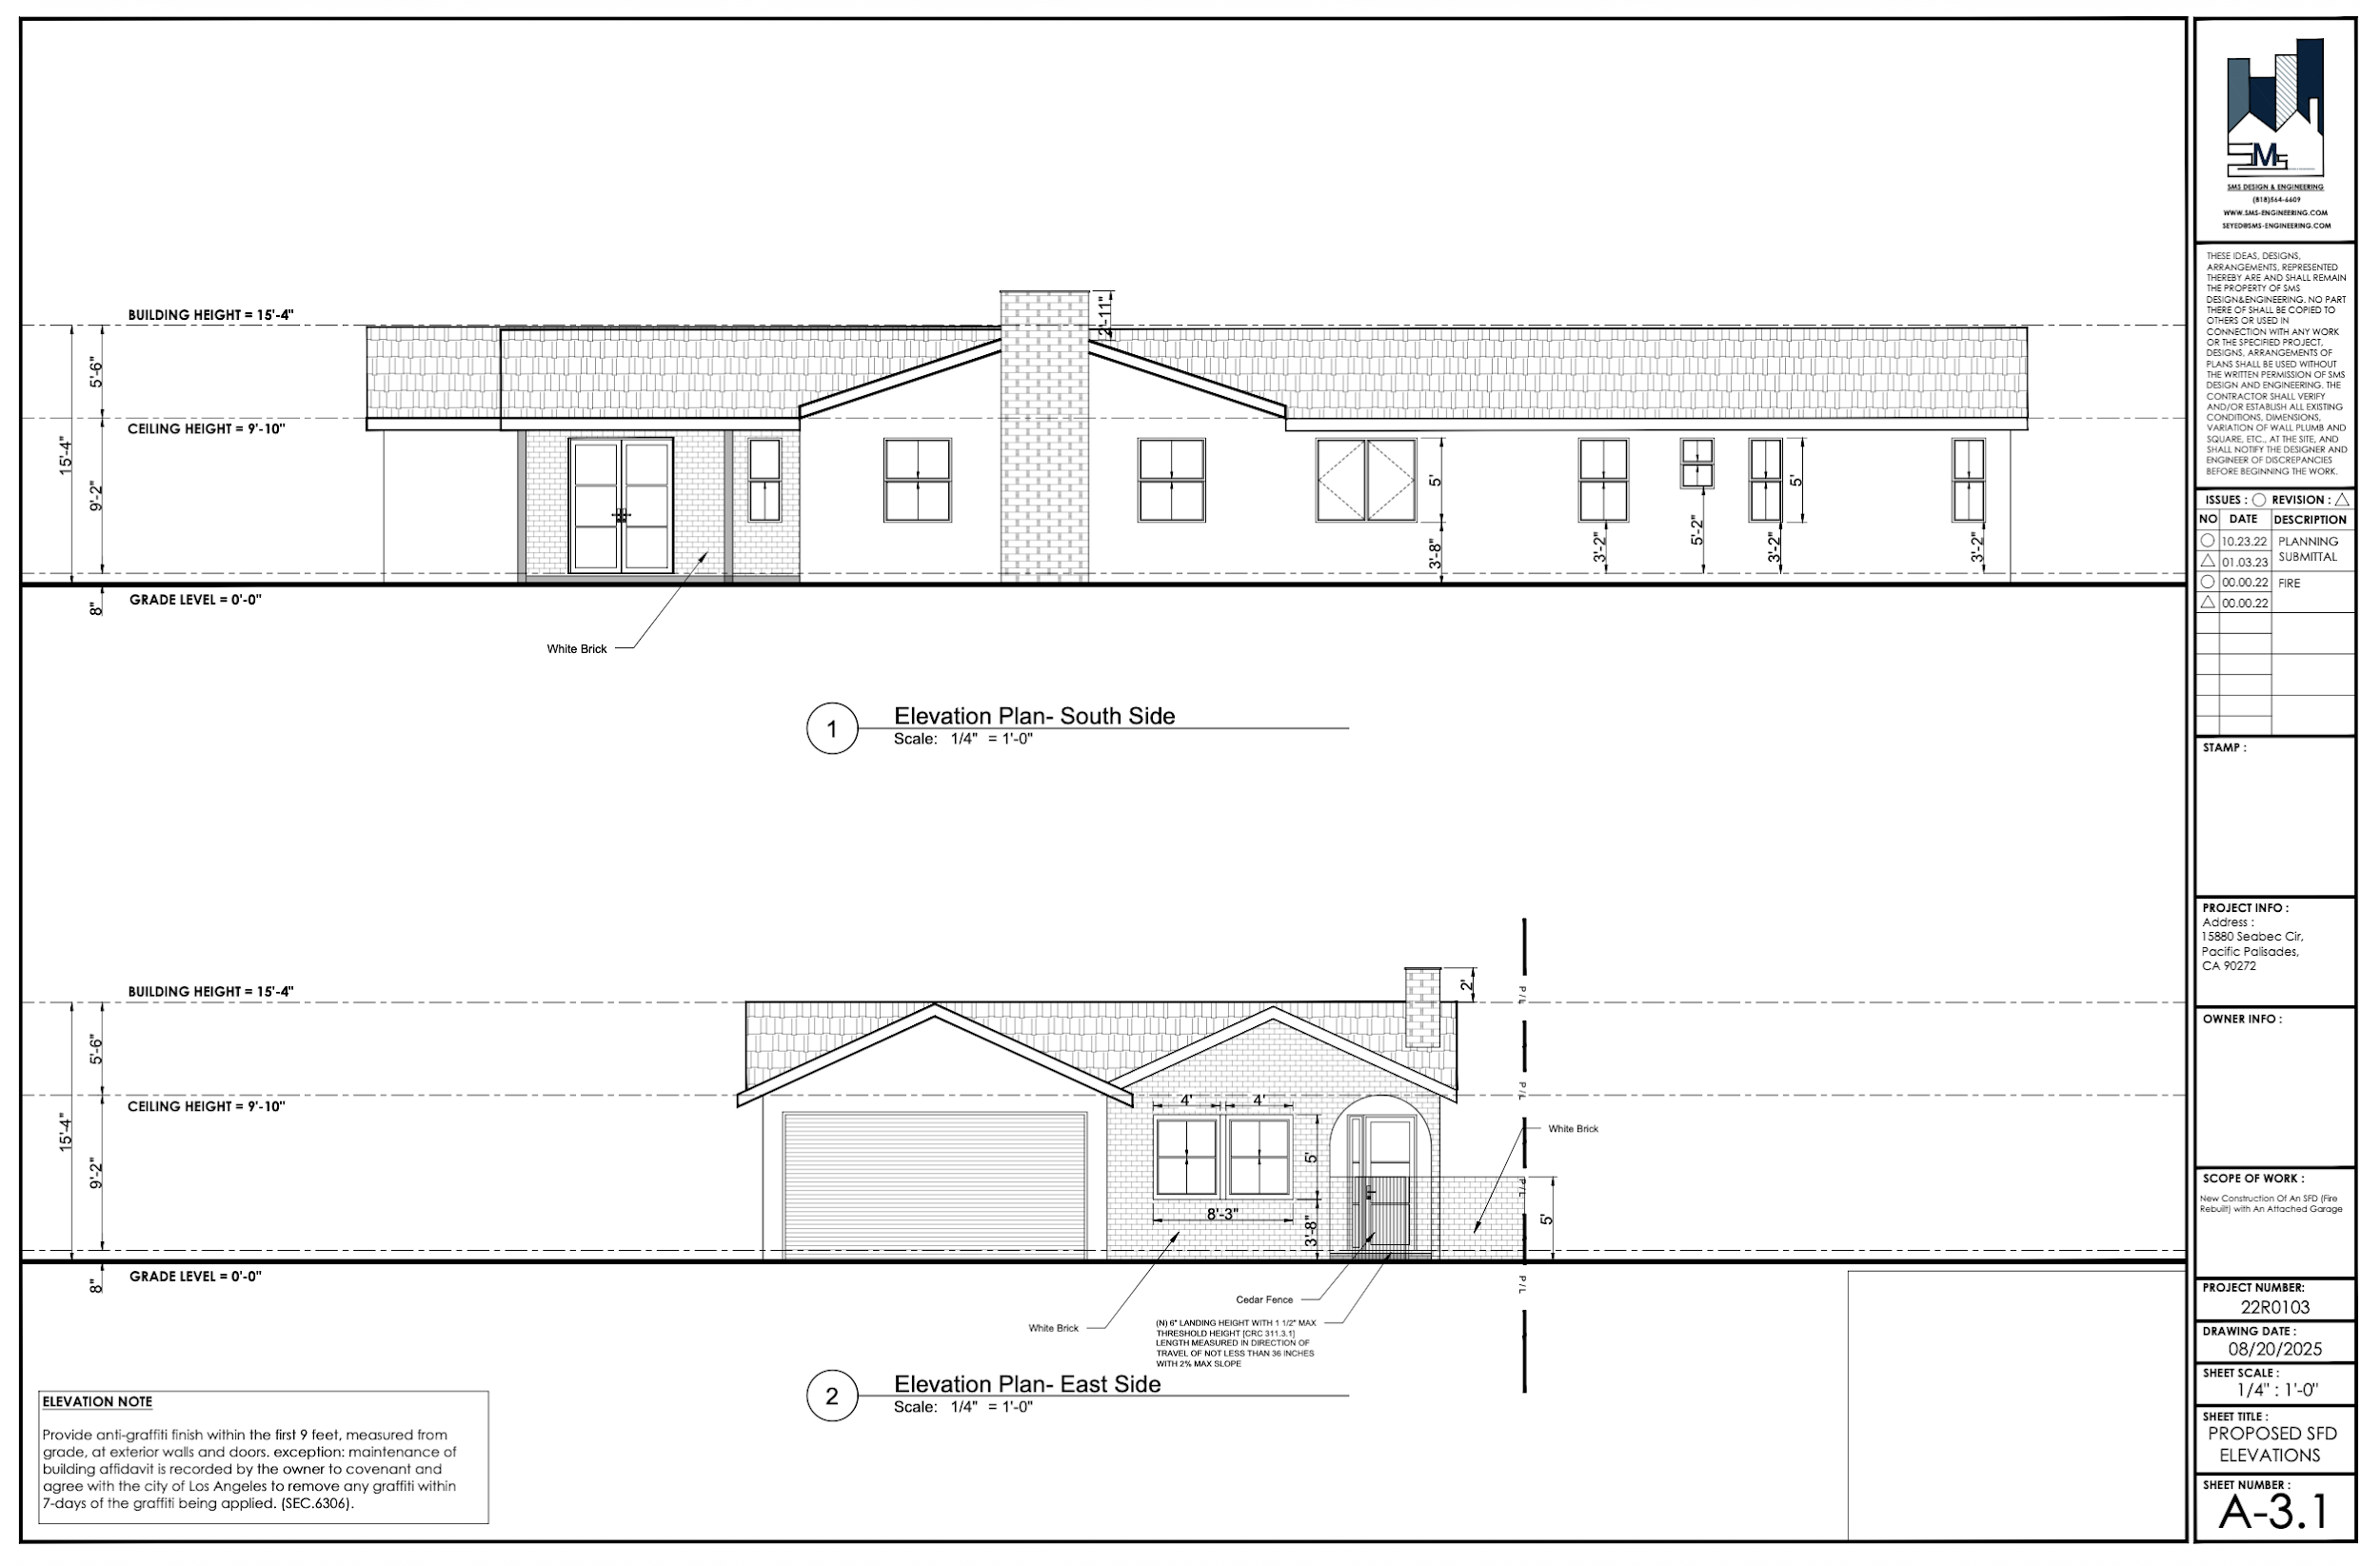 BUILDING HEIGHT = 15'-4"
2'-11"
5'-6"
CEILING HEIGHT = 9'-10"
15'-4"
9'-2"
5'
3'-8"
3'-2"
5'-2"
3'-2"
5'
3'-2"
GRADE LEVEL = 0'-0"
8"
White Brick
1
Elevation Plan- South Side
Scale: 1/4" = 1'-0"
BUILDING HEIGHT = 15'-4"
2'
P/L
5'-6"
CEILING HEIGHT = 9'-10"
P/L
4'
4'
15'-4"
White Brick
9'-2"
5'
P/L
8'-3"
3'-8"
5'
GRADE LEVEL = 0'-0"
8"
P/L
Cedar Fence
White Brick
(N) 6" LANDING HEIGHT WITH 1 1/2" MAX
THRESHOLD HEIGHT [CRC 311.3.1]
LENGTH MEASURED IN DIRECTION OF
TRAVEL OF NOT LESS THAN 36 INCHES
WITH 2% MAX SLOPE
2
Elevation Plan- East Side
Scale: 1/4" = 1'-0"
ELEVATION NOTE
Provide anti-graffiti finish within the first 9 feet, measured from
grade, at exterior walls and doors. exception: maintenance of
building affidavit is recorded by the owner to covenant and
agree with the city of Los Angeles to remove any graffiti within
7-days of the graffiti being applied. (SEC.6306).
SMS
SMS DESIGN & ENGINEERING
(818)564-6609
WWW.SMS-ENGINEERING.COM
SEYED@SMS-ENGINEERING.COM
THESE IDEAS, DESIGNS,
ARRANGEMENTS, REPRESENTED
THEREBY ARE AND SHALL REMAIN
THE PROPERTY OF SMS
DESIGN&ENGINEERING. NO PART
THERE OF SHALL BE COPIED TO
OTHERS OR USED IN
CONNECTION WITH ANY WORK
OR THE SPECIFIED PROJECT,
DESIGNS, ARRANGEMENTS OF
PLANS SHALL BE USED WITHOUT
THE WRITTEN PERMISSION OF SMS
DESIGN AND ENGINEERING. THE
CONTRACTOR SHALL VERIFY
AND/OR ESTABLISH ALL EXISTING
CONDITIONS, DIMENSIONS,
VARIATION OF WALL PLUMB AND
SQUARE, ETC., AT THE SITE, AND
SHALL NOTIFY THE DESIGNER AND
ENGINEER OF DISCREPANCIES
BEFORE BEGINNING THE WORK.
ISSUES : REVISION :
NO DATE DESCRIPTION
10.23.22 PLANNING
SUBMITTAL
01.03.23
00.00.22 FIRE
00.00.22
STAMP :
PROJECT INFO :
Address :
15880 Seabec Cir,
Pacific Palisades,
CA 90272
OWNER INFO :
SCOPE OF WORK :
New Construction Of An SFD (Fire
Rebuilt) with An Attached Garage
PROJECT NUMBER:
22R0103
DRAWING DATE :
08/20/2025
SHEET SCALE :
1/4" : 1'-0"
SHEET TITLE :
PROPOSED SFD
ELEVATIONS
SHEET NUMBER :
A-3.1